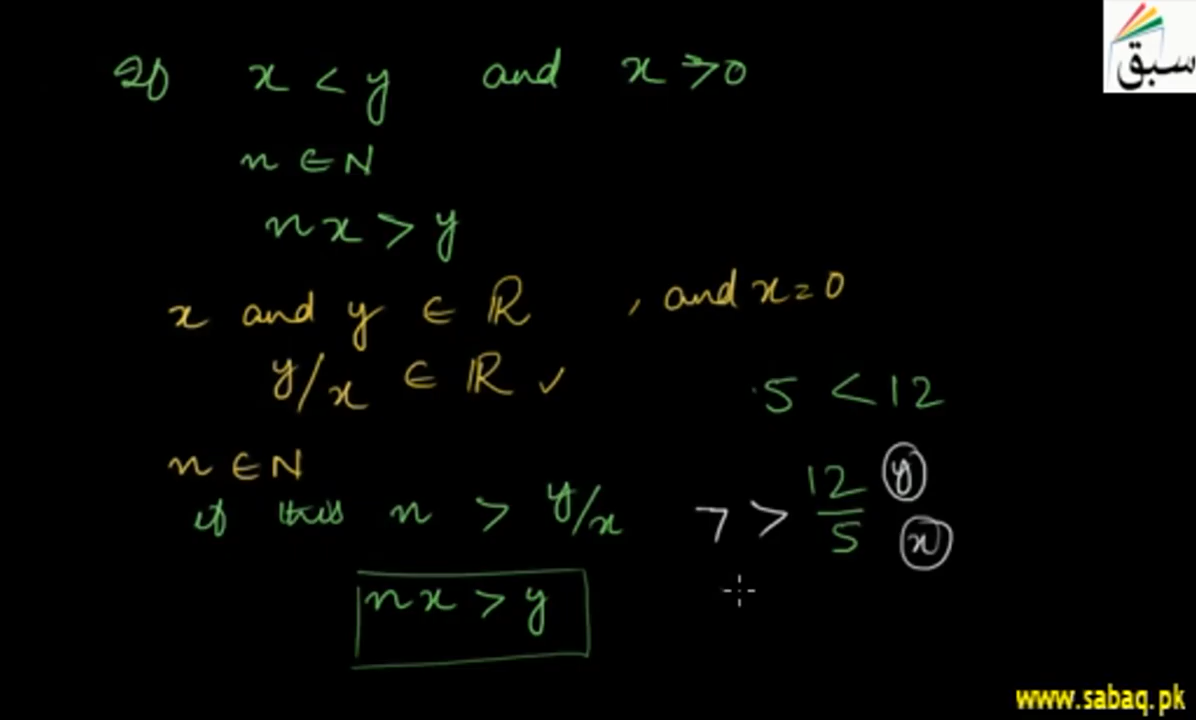 If x < y and x > 0
سبق
n ∈ N
nx > y
x and y ∈ ℝ , and x = 0
y/x ∈ ℝ ✓
.5 < 12
n ∈ N
if this n > y/x 7 > 12/5 y x
nx > y
www.sabaq.pk